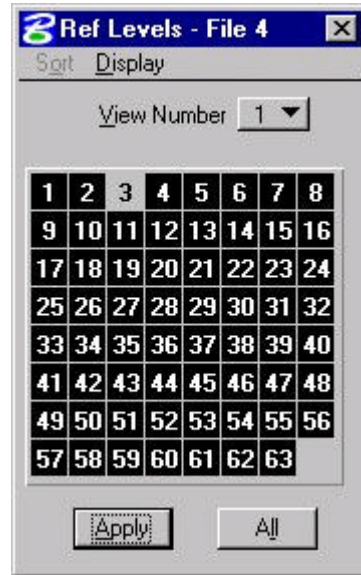 Ref Levels - File 4
Sort Display
View Number 1
1 2 3 4 5 6 7 8
9 10 11 12 13 14 15 16
17 18 19 20 21 22 23 24
25 26 27 28 29 30 31 32
33 34 35 36 37 38 39 40
41 42 43 44 45 46 47 48
49 50 51 52 53 54 55 56
57 58 59 60 61 62 63
Apply All